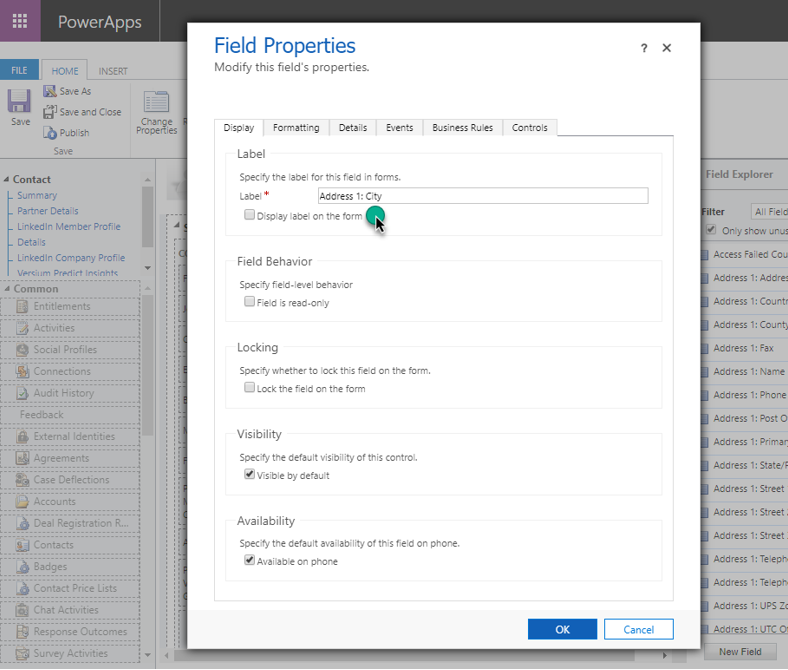 PowerApps
FILE
HOME
INSERT
Save
Save As
Save and Close
Publish
Save
Change
Properties
Contact
Summary
Partner Details
LinkedIn Member Profile
Details
LinkedIn Company Profile
Versium Predict Insights
Common
Entitlements
Activities
Social Profiles
Connections
Audit History
Feedback
External Identities
Agreements
Case Deflections
Accounts
Deal Registration R...
Contacts
Badges
Contact Price Lists
Chat Activities
Response Outcomes
Survey Activities
Field Properties
?
Modify this field's properties.
Display
Formatting
Details
Events
Business Rules
Controls
Label
Specify the label for this field in forms.
Label *
Address 1: City
Display label on the form
Field Behavior
Specify field-level behavior
Field is read-only
Locking
Specify whether to lock this field on the form.
Lock the field on the form
Visibility
Specify the default visibility of this control.
Visible by default
Availability
Specify the default availability of this field on phone.
Available on phone
OK
Cancel
Field Explorer
Filter
All Field
Only show unus
Access Failed Cou
Address 1: Addres
Address 1: Countr
Address 1: County
Address 1: Fax
Address 1: Name
Address 1: Phone
Address 1: Post O
Address 1: Primar
Address 1: State/P
Address 1: Street
Address 1: Street
Address 1: Street
Address 1: Teleph
Address 1: Teleph
Address 1: UPS Zo
Address 1: UTC Of
New Field